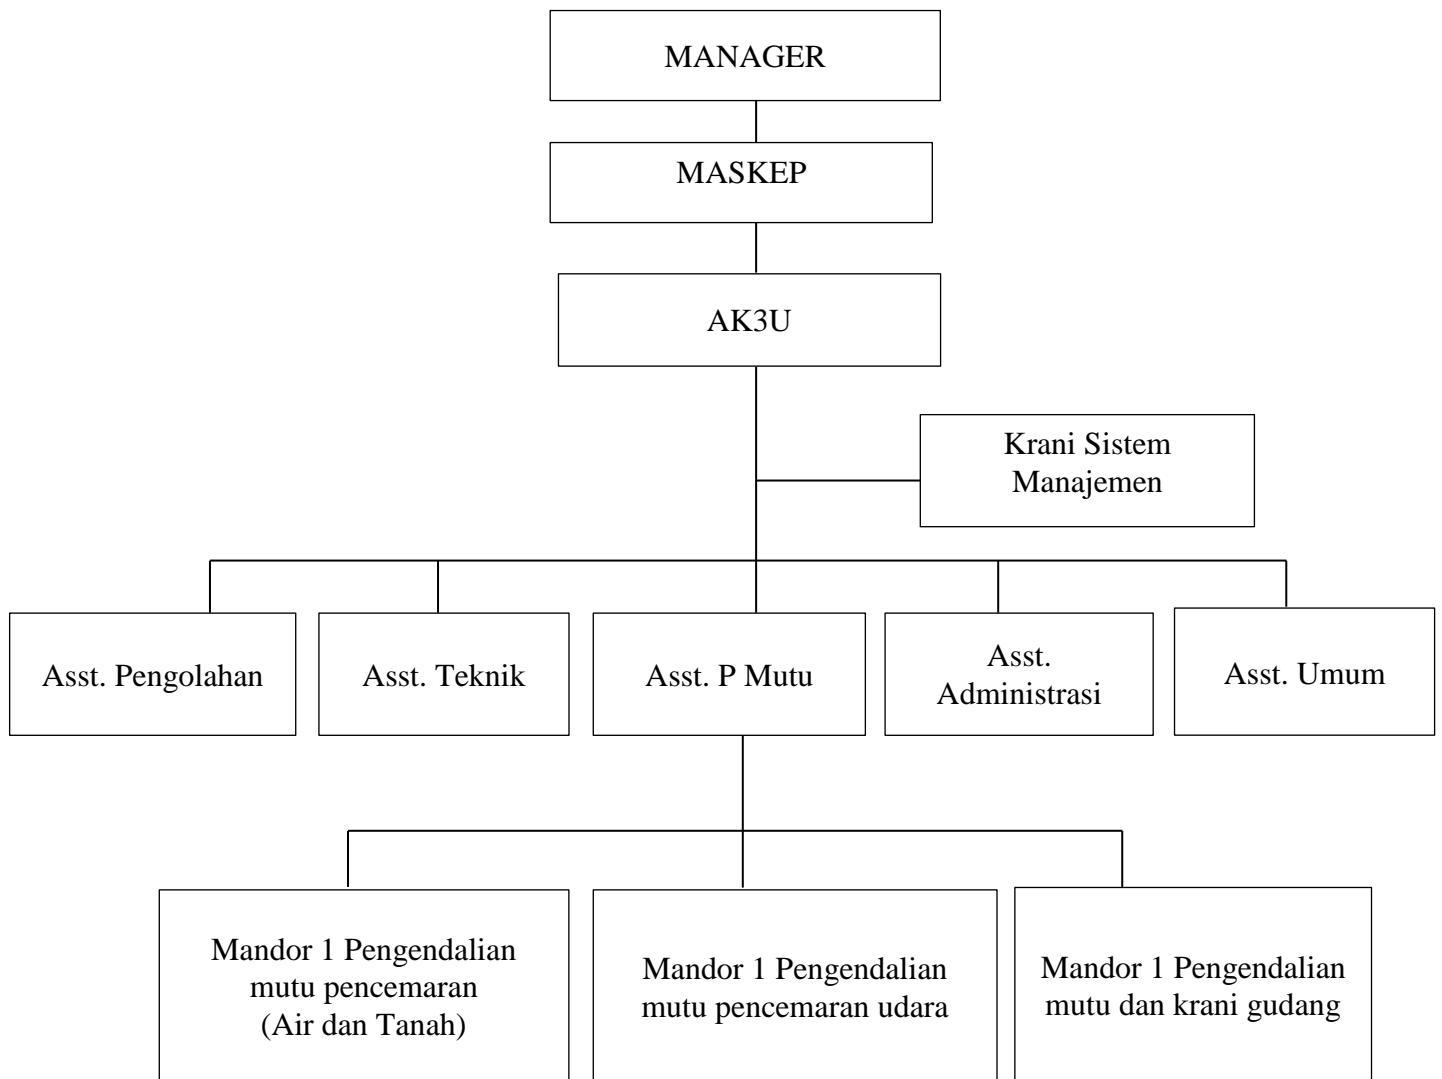 MANAGER
MASKEP
AK3U
Krani Sistem
Manajemen
Asst. Pengolahan
Asst. Teknik
Asst. P Mutu
Asst.
Administrasi
Asst. Umum
Mandor 1 Pengendalian
mutu pencemaran
(Air dan Tanah)
Mandor 1 Pengendalian
mutu pencemaran udara
Mandor 1 Pengendalian
mutu dan krani gudang